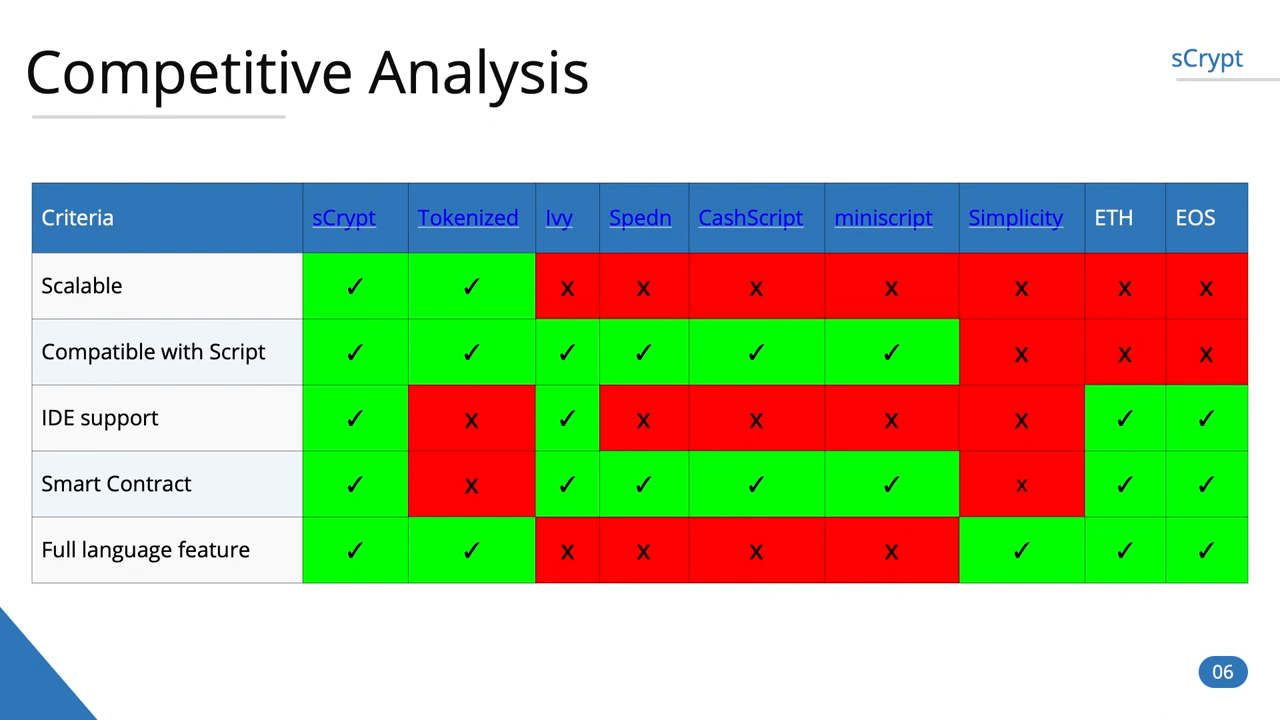 Competitive Analysis
sCrypt
Criteria sCrypt Tokenized Ivy Spedn CashScript miniscript Simplicity ETH EOS
Scalable ✓ ✓ x x x x x x x
Compatible with Script ✓ ✓ ✓ ✓ ✓ ✓ x x x
IDE support ✓ x ✓ x x x x ✓ ✓
Smart Contract ✓ x ✓ ✓ ✓ ✓ x ✓ ✓
Full language feature ✓ ✓ x x x x ✓ ✓ ✓
06